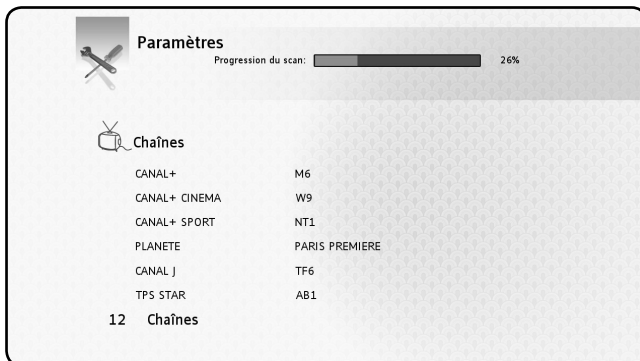 Paramètres
Progression du scan: 26%
Chaînes
CANAL+ M6
CANAL+ CINEMA W9
CANAL+ SPORT NT1
PLANETE PARIS PREMIERE
CANAL J TF6
TPS STAR AB1
12 Chaînes